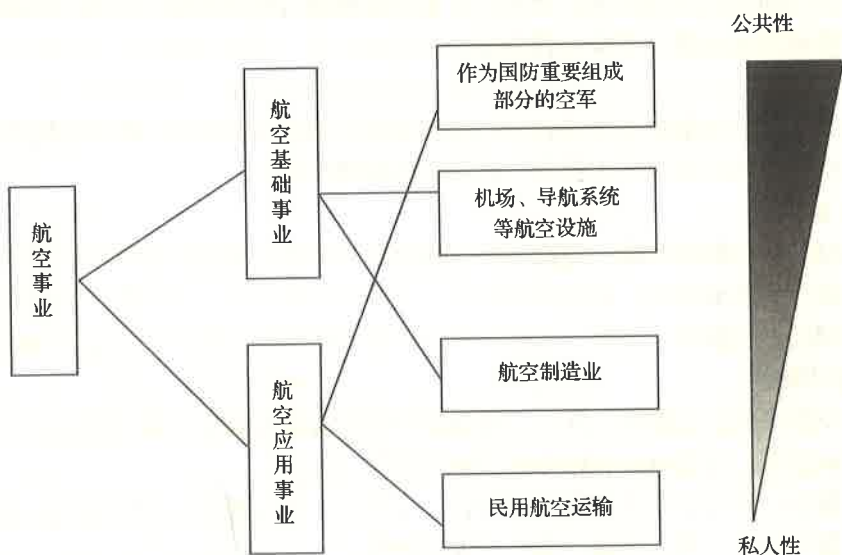 公共性
作为国防重要组成
部分的空军
航空基础事业
机场、导航系统
等航空设施
航空事业
航空制造业
航空应用事业
民用航空运输
私人性